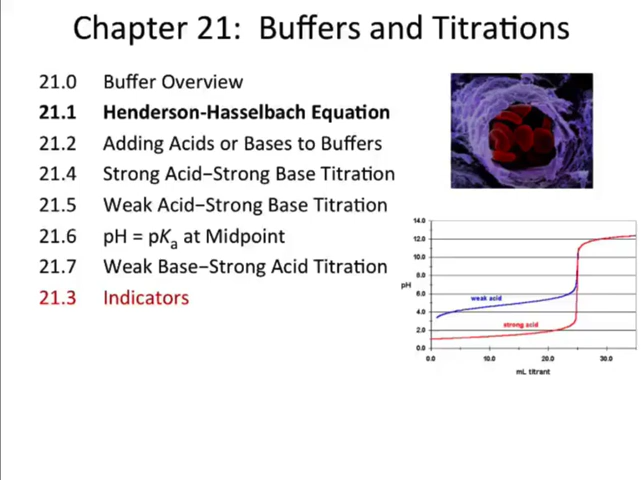 Chapter 21: Buffers and Titrations
21.0 Buffer Overview
21.1 Henderson-Hasselbach Equation
21.2 Adding Acids or Bases to Buffers
21.4 Strong Acid−Strong Base Titration
21.5 Weak Acid−Strong Base Titration
21.6 pH = pKa at Midpoint
21.7 Weak Base−Strong Acid Titration
21.3 Indicators
14.0
12.0
10.0
8.0
pH
6.0
weak acid
4.0
strong acid
2.0
0.0
0.0 10.0 20.0 30.0
mL titrant